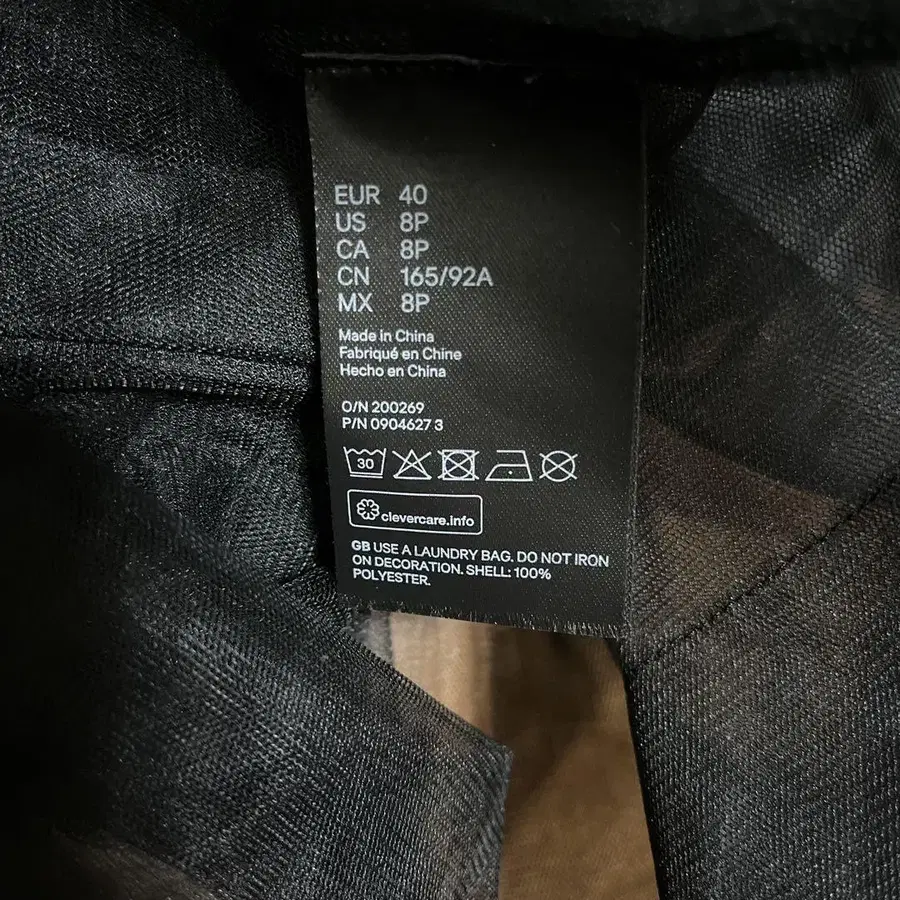 EUR 40
US 8P
CA 8P
CN 165/92A
MX 8P
Made in China
Fabriqué en Chine
Hecho en China
O/N 200269
P/N 0904627 3
30
clevercare.info
GB USE A LAUNDRY BAG. DO NOT IRON
ON DECORATION. SHELL: 100%
POLYESTER.